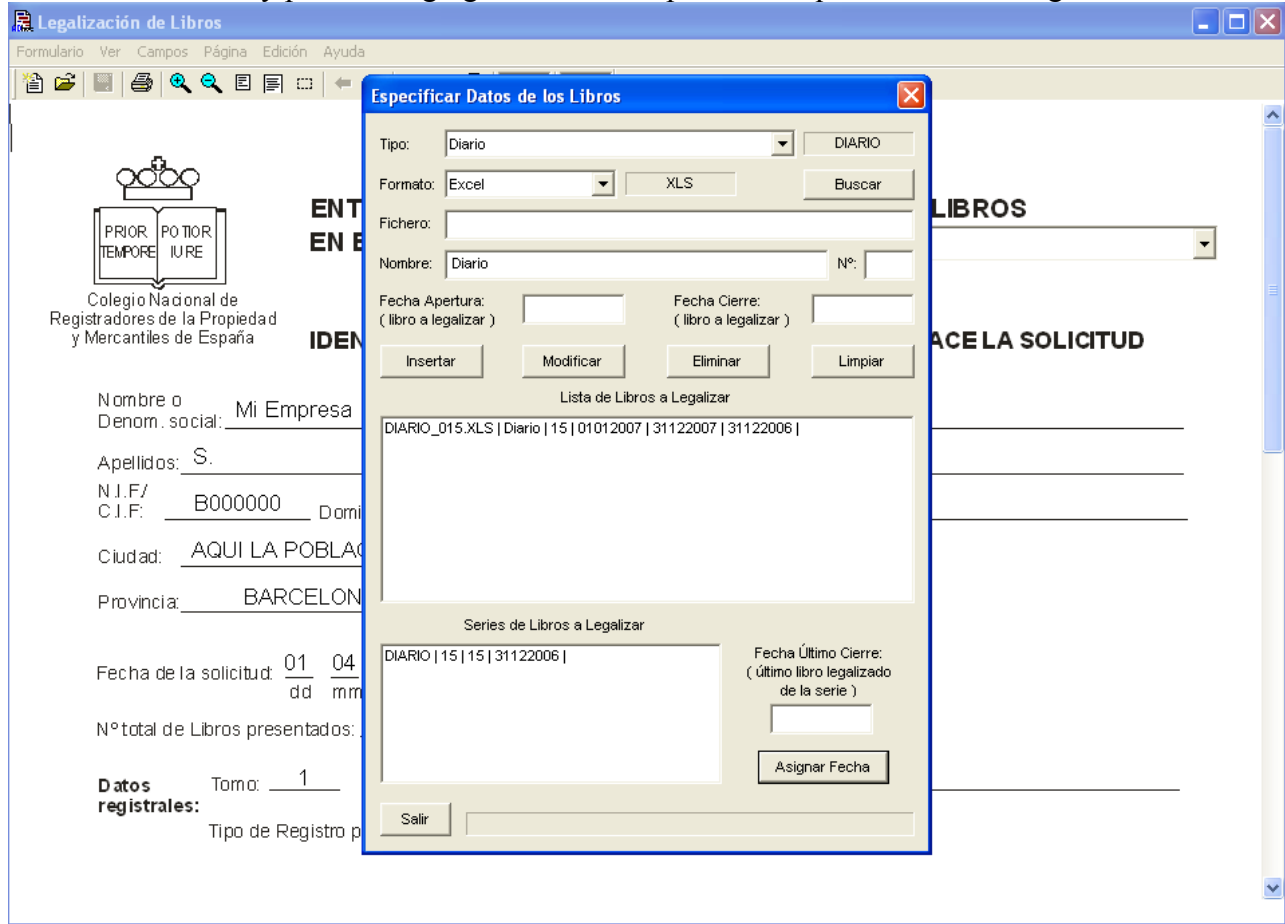 Legalización de Libros
Formulario Ver Campos Página Edición Ayuda
Especificar Datos de los Libros
Tipo: Diario DIARIO
Formato: Excel XLS Buscar
Fichero:
Nombre: Diario Nº:
Fecha Apertura:
( libro a legalizar )
Fecha Cierre:
( libro a legalizar )
Insertar Modificar Eliminar Limpiar
Lista de Libros a Legalizar
DIARIO_015.XLS | Diario | 15 | 01012007 | 31122007 | 31122006 |
Series de Libros a Legalizar
DIARIO | 15 | 15 | 31122006 |
Fecha Último Cierre:
( último libro legalizado
de la serie )
Asignar Fecha
Salir
PRIOR POTIOR
TEMPORE IURE
Colegio Nacional de
Registradores de la Propiedad
y Mercantiles de España
LIBROS
ACE LA SOLICITUD
Nombre o
Denom. social: Mi Empresa
Apellidos: S.
N.I.F/
C.I.F: B000000
Ciudad: AQUI LA
Provincia:
Fecha de la solicitud: 01 04
dd mm
Nº total de Libros presentados:
Datos
registrales:
Tomo: 1
Tipo de Registro